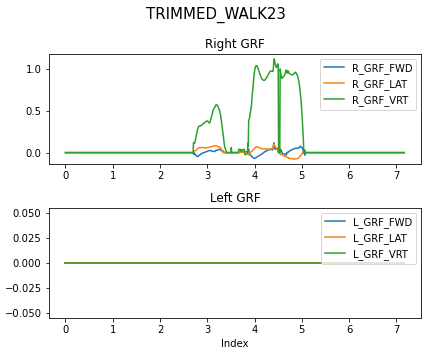 TRIMMED_WALK23
Right GRF
1.0
0.5
0.0
R_GRF_FWD
R_GRF_LAT
R_GRF_VRT
0 1 2 3 4 5 6 7
Left GRF
0.050
0.025
0.000
−0.025
−0.050
L_GRF_FWD
L_GRF_LAT
L_GRF_VRT
0 1 2 3 4 5 6 7
Index